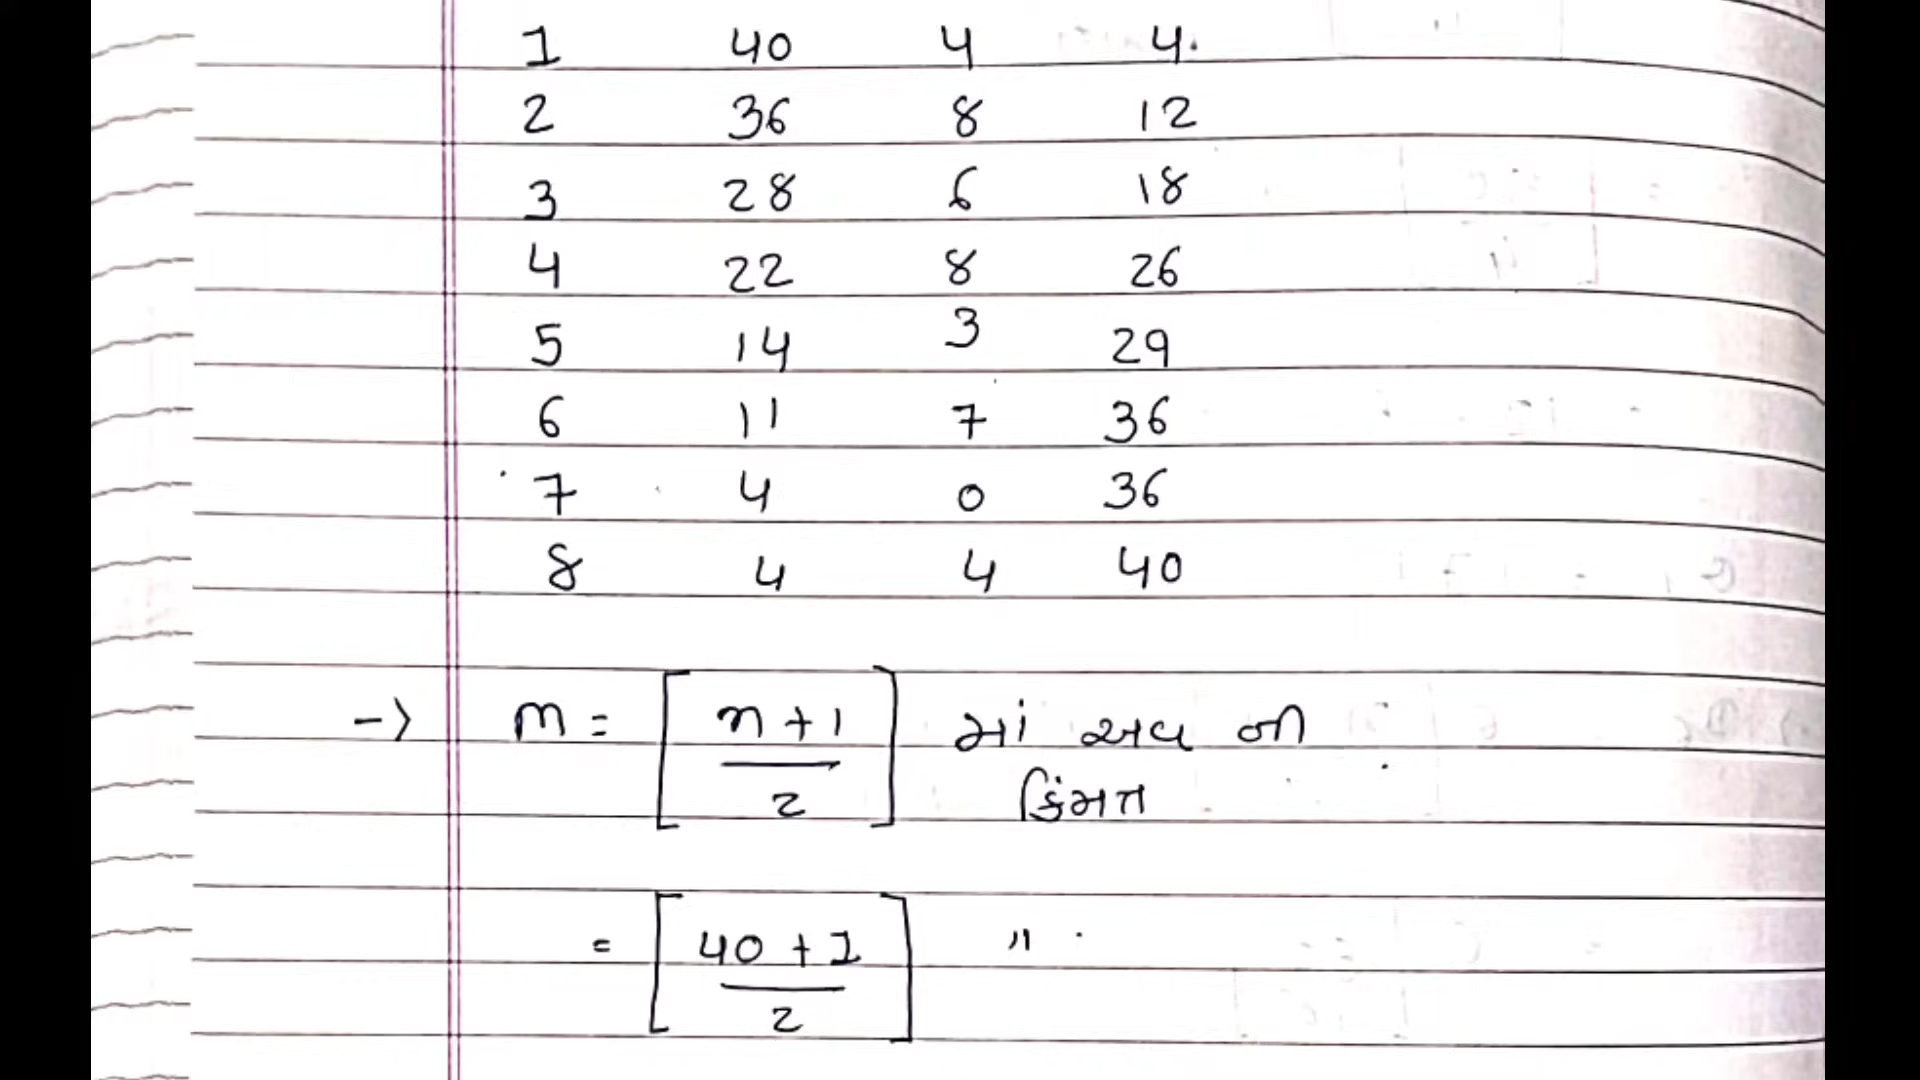 1 40 4 4.
2 36 8 12
3 28 6 18
4 22 8 26
5 14 3 29
6 11 7 36
7 4 0 36
8 4 4 40
→ m = [ n + 1 / 2 ] માં અવ ની
કિંમત
= [ 40 + 1 / 2 ] "